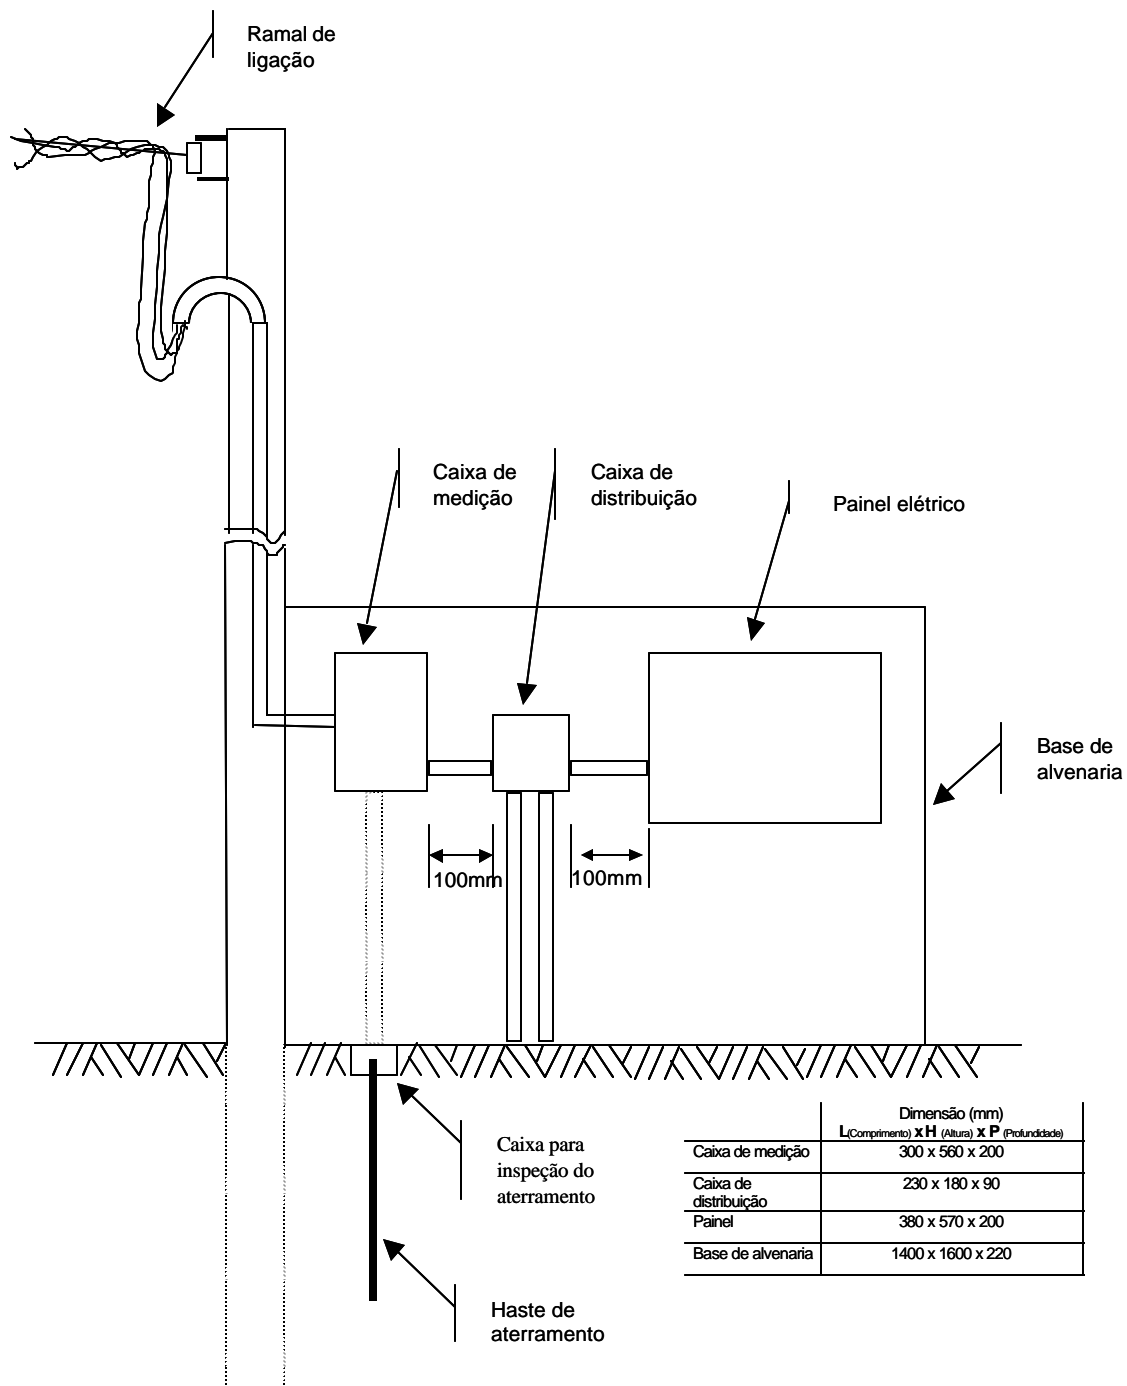 Ramal de
ligação
Caixa de
medição
Caixa de
distribuição
Painel elétrico
Base de
alvenaria
100mm
100mm
Caixa para
inspeção do
aterramento
Haste de
aterramento
Dimensão (mm)
L(Comprimento) x H (Altura) x P (Profundidade)
Caixa de medição 300 x 560 x 200
Caixa de 230 x 180 x 90
distribuição
Painel 380 x 570 x 200
Base de alvenaria 1400 x 1600 x 220